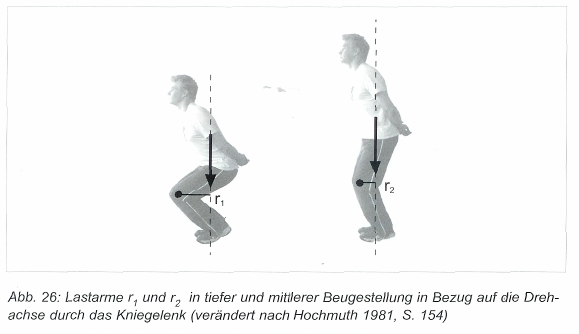 r1
r2
Abb. 26: Lastarme r1 und r2 in tiefer und mittlerer Beugestellung in Bezug auf die Dreh-
achse durch das Kniegelenk (verändert nach Hochmuth 1981, S. 154)